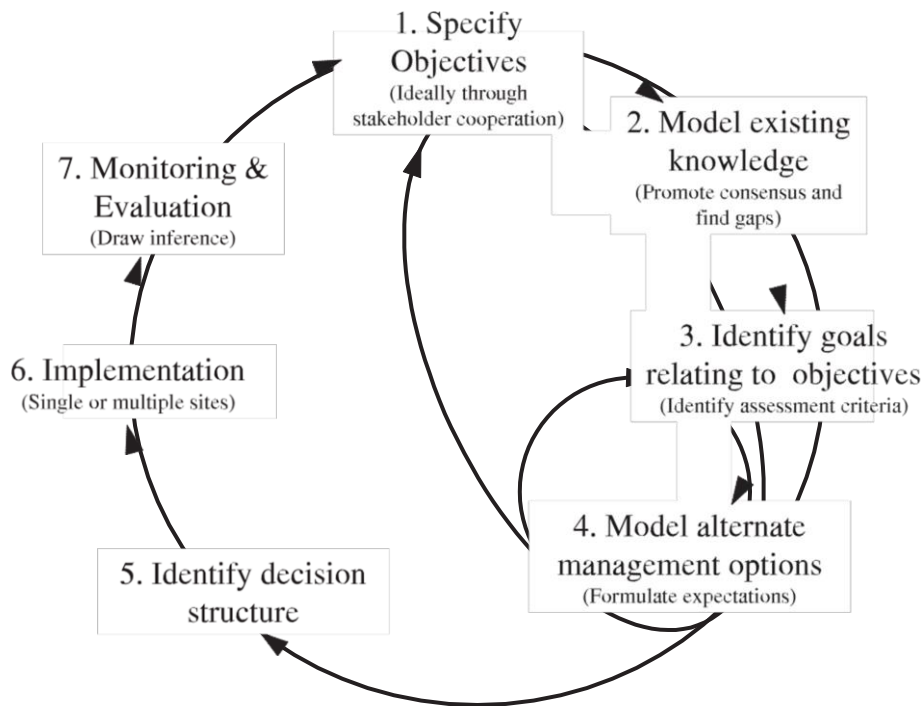 1. Specify
Objectives
(Ideally through
stakeholder cooperation)
2. Model existing
knowledge
(Promote consensus and
find gaps)
3. Identify goals
relating to objectives
(Identify assessment criteria)
4. Model alternate
management options
(Formulate expectations)
5. Identify decision
structure
6. Implementation
(Single or multiple sites)
7. Monitoring &
Evaluation
(Draw inference)